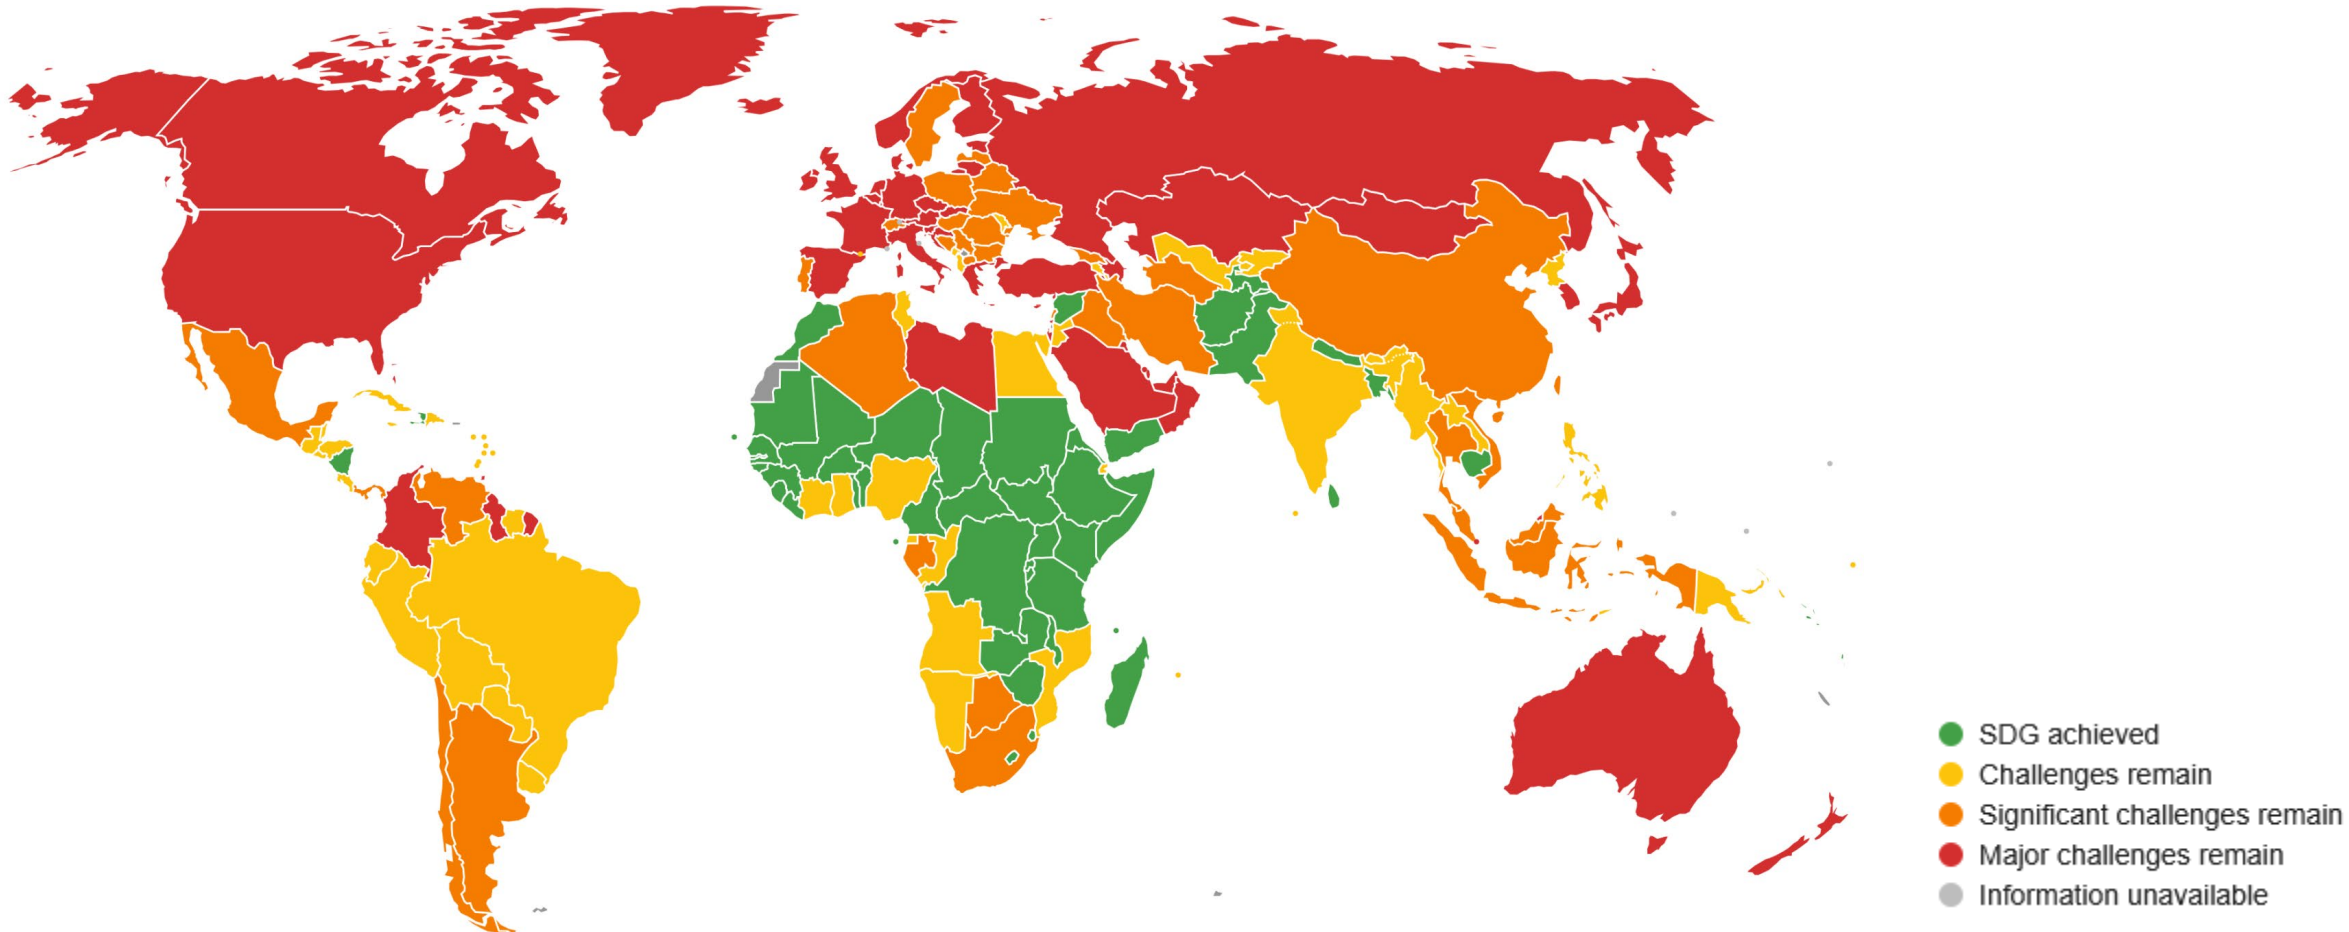 SDG achieved
Challenges remain
Significant challenges remain
Major challenges remain
Information unavailable